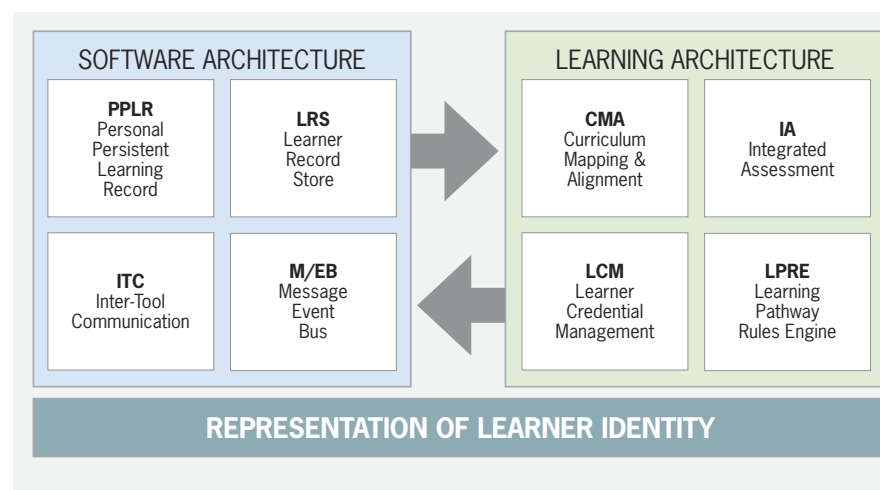 SOFTWARE ARCHITECTURE
PPLR
Personal
Persistent
Learning
Record
LRS
Learner
Record
Store
ITC
Inter-Tool
Communication
M/EB
Message
Event
Bus
LEARNING ARCHITECTURE
CMA
Curriculum
Mapping &
Alignment
IA
Integrated
Assessment
LCM
Learner
Credential
Management
LPRE
Learning
Pathway
Rules Engine
REPRESENTATION OF LEARNER IDENTITY